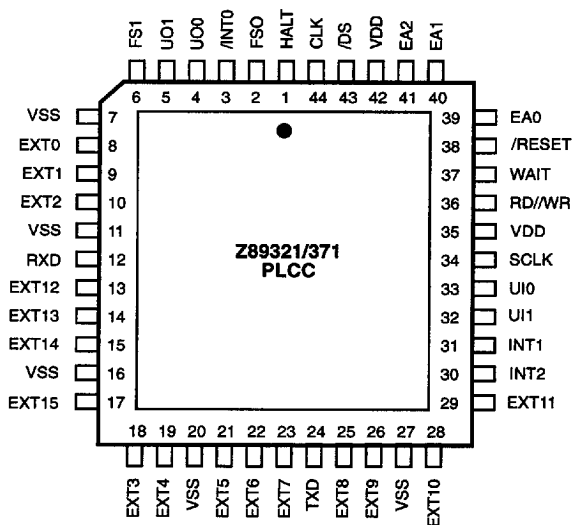 FS1 UO1 UO0 /INT0 FSO HALT CLK /DS VDD EA2 EA1
6 5 4 3 2 1 44 43 42 41 40
VSS 7 39 EA0
EXT0 8 38 /RESET
EXT1 9 37 WAIT
EXT2 10 36 RD//WR
VSS 11 35 VDD
Z89321/371
PLCC
RXD 12 34 SCLK
EXT12 13 33 UI0
EXT13 14 32 UI1
EXT14 15 31 INT1
VSS 16 30 INT2
EXT15 17 29 EXT11
18 19 20 21 22 23 24 25 26 27 28
EXT3 EXT4 VSS EXT5 EXT6 EXT7 TXD EXT8 EXT9 VSS EXT10